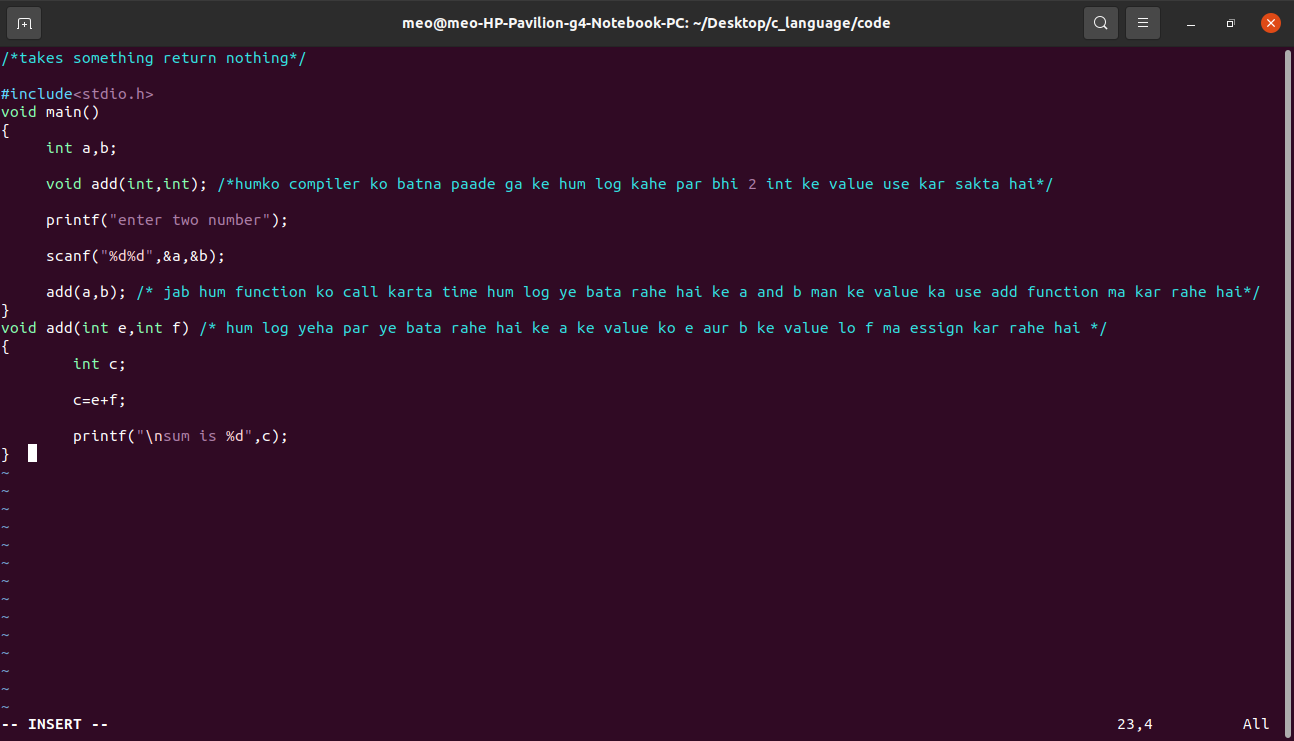 meo@meo-HP-Pavilion-g4-Notebook-PC: ~/Desktop/c_language/code
/*takes something return nothing*/
#include<stdio.h>
void main()
{
int a,b;
void add(int,int); /*humko compiler ko batna paade ga ke hum log kahe par bhi 2 int ke value use kar sakta hai*/
printf("enter two number");
scanf("%d%d",&a,&b);
add(a,b); /* jab hum function ko call karta time hum log ye bata rahe hai ke a and b man ke value ka use add function ma kar rahe hai*/
}
void add(int e,int f) /* hum log yeha par ye bata rahe hai ke a ke value ko e aur b ke value lo f ma essign kar rahe hai */
{
int c;
c=e+f;
printf("\nsum is %d",c);
}
~
~
~
~
~
~
~
~
~
~
~
~
~
~
-- INSERT -- 23,4 All